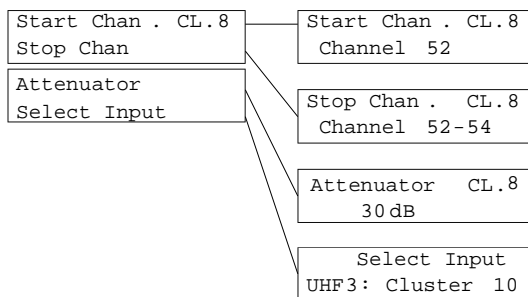 Start Chan . CL.8
Stop Chan
Attenuator
Select Input
Start Chan . CL.8
Channel 52
Stop Chan . CL.8
Channel 52-54
Attenuator CL.8
30dB
Select Input
UHF3: Cluster 10